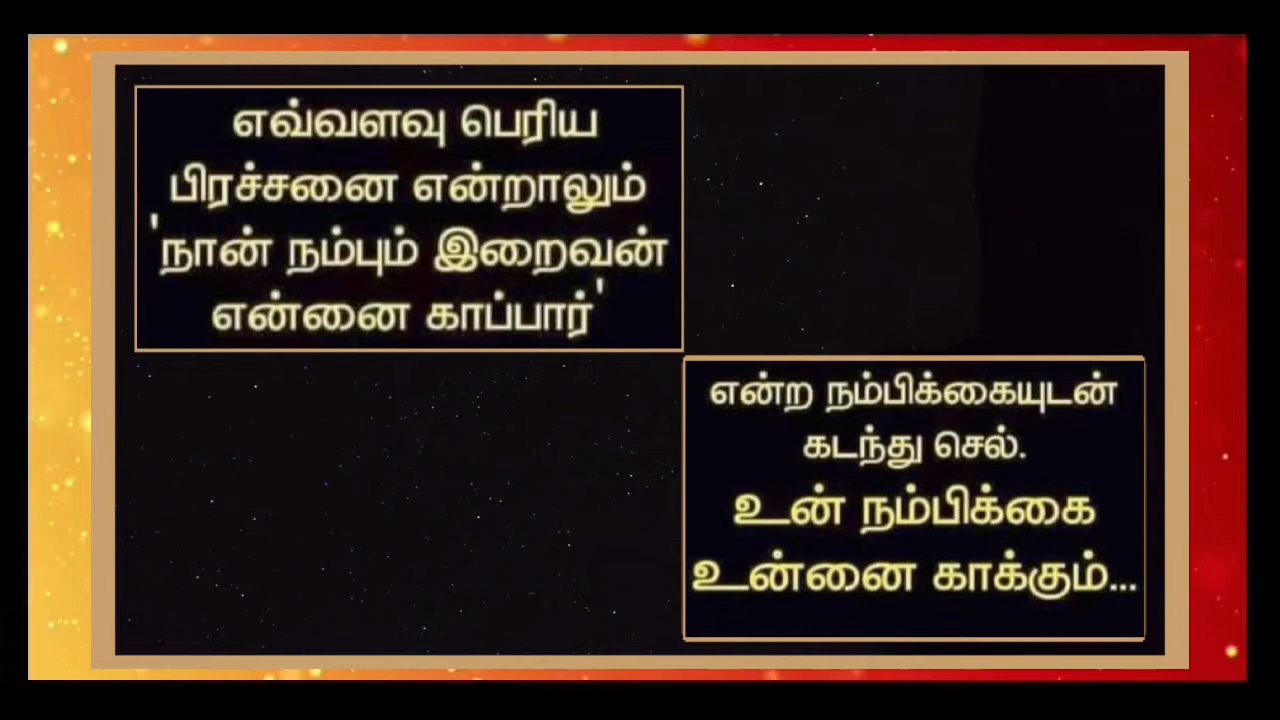 எவ்வளவு பெரிய
பிரச்சனை என்றாலும்
'நான் நம்பும் இறைவன்
என்னை காப்பார்'
என்ற நம்பிக்கையுடன்
கடந்து செல்.
உன் நம்பிக்கை
உன்னை காக்கும்...